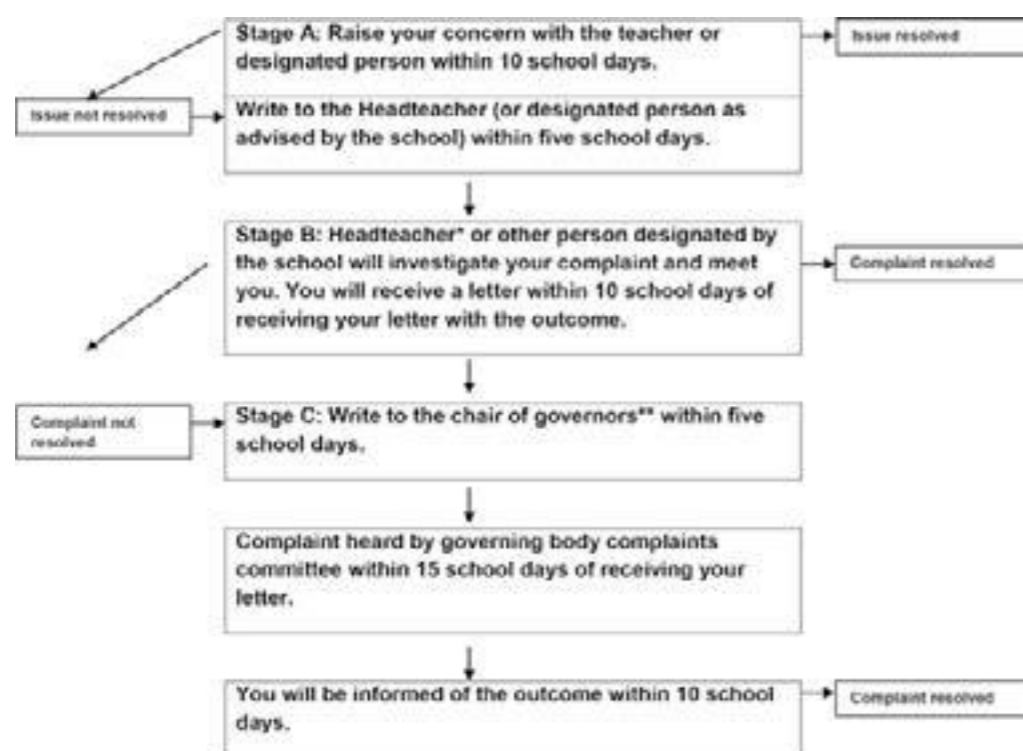 Stage A: Raise your concern with the teacher or
designated person within 10 school days.
Issue resolved
Issue not resolved
Write to the Headteacher (or designated person as
advised by the school) within five school days.
Stage B: Headteacher* or other person designated by
the school will investigate your complaint and meet
you. You will receive a letter within 10 school days of
receiving your letter with the outcome.
Complaint resolved
Complaint not
resolved
Stage C: Write to the chair of governors** within five
school days.
Complaint heard by governing body complaints
committee within 15 school days of receiving your
letter.
You will be informed of the outcome within 10 school
days.
Complaint resolved